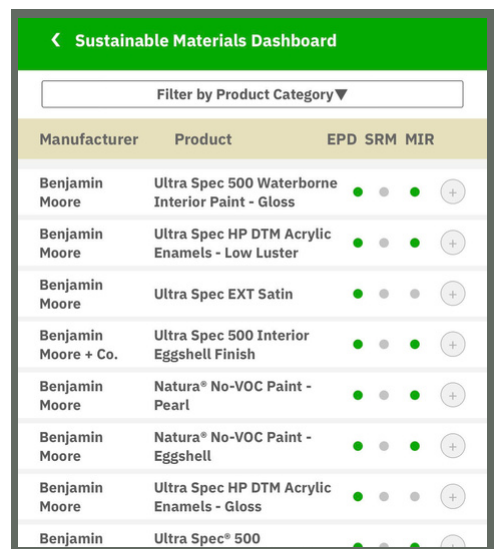 Sustainable Materials Dashboard
Filter by Product Category▼
Manufacturer Product EPD SRM MIR
Benjamin Moore Ultra Spec 500 Waterborne Interior Paint - Gloss
Benjamin Moore Ultra Spec HP DTM Acrylic Enamels - Low Luster
Benjamin Moore Ultra Spec EXT Satin
Benjamin Moore + Co. Ultra Spec 500 Interior Eggshell Finish
Benjamin Moore Natura® No-VOC Paint - Pearl
Benjamin Moore Natura® No-VOC Paint - Eggshell
Benjamin Moore Ultra Spec HP DTM Acrylic Enamels - Gloss
Benjamin Ultra Spec® 500